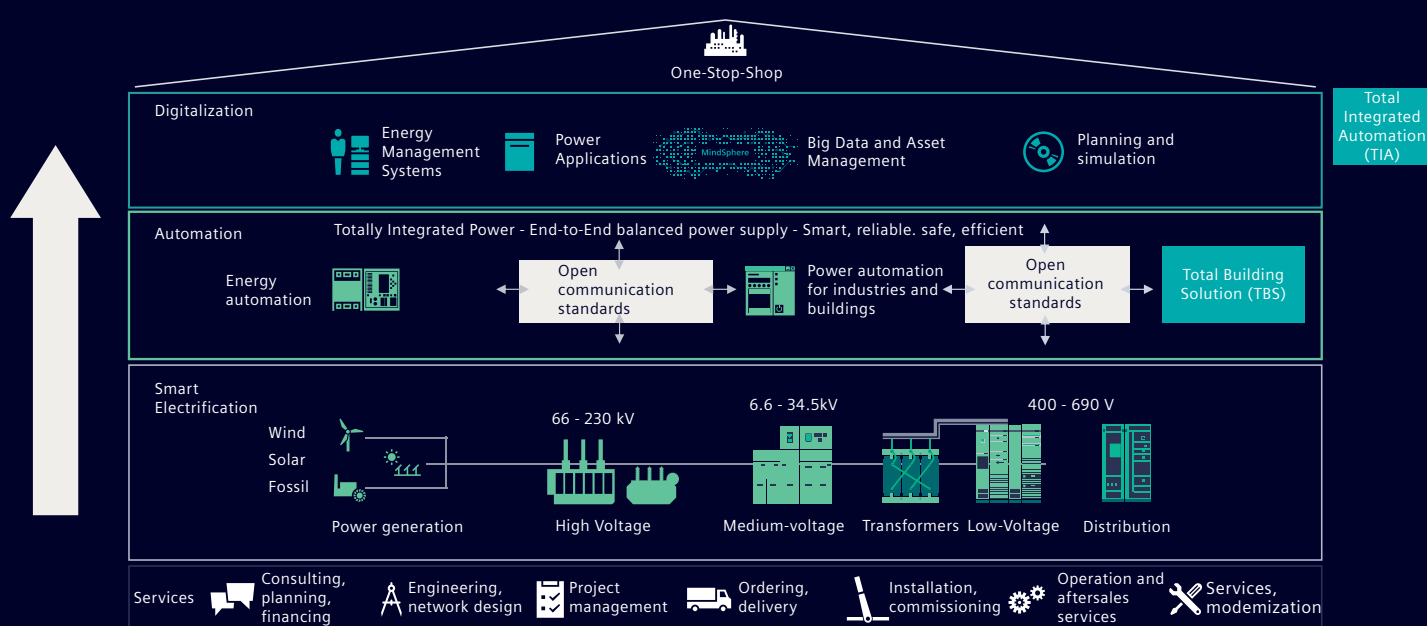 One-Stop-Shop
Digitalization
Energy
Management
Systems
Power
Applications
MindSphere
Big Data and Asset
Management
Planning and
simulation
Total
Integrated
Automation
(TIA)
Automation
Totally Integrated Power - End-to-End balanced power supply - Smart, reliable. safe, efficient
Energy
automation
Open
communication
standards
Power automation
for industries and
buildings
Open
communication
standards
Total Building
Solution (TBS)
Smart
Electrification
Wind
Solar
Fossil
Power generation
66 - 230 kV
High Voltage
6.6 - 34.5kV
Medium-voltage
Transformers
400 - 690 V
Low-Voltage
Distribution
Services
Consulting,
planning,
financing
Engineering,
network design
Project
management
Ordering,
delivery
Installation,
commissioning
Operation and
aftersales
services
Services,
modemization